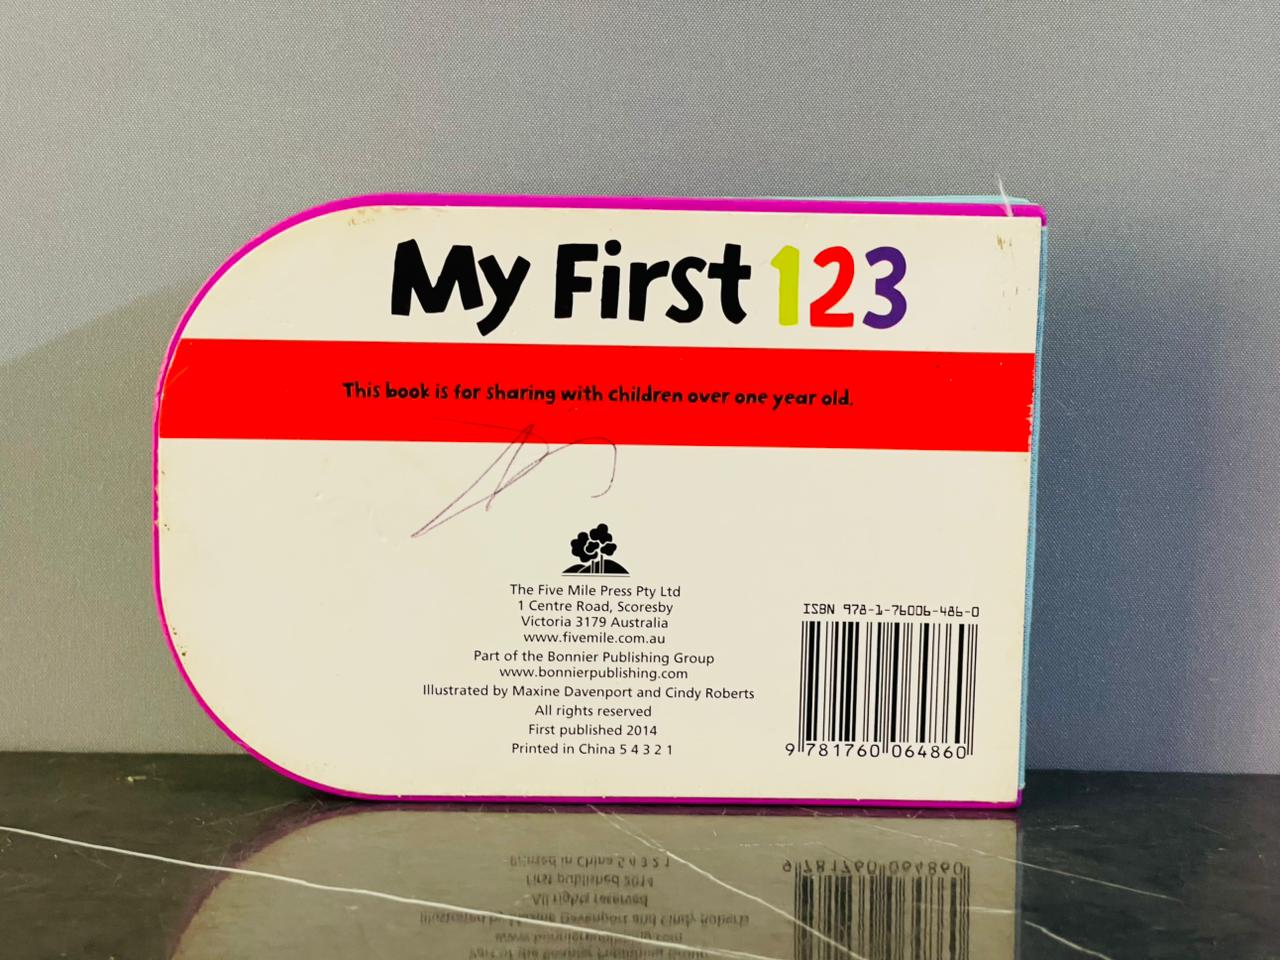 My First 123
This book is for sharing with children over one year old.
The Five Mile Press Pty Ltd
1 Centre Road, Scoresby
Victoria 3179 Australia
www.fivemile.com.au
Part of the Bonnier Publishing Group
www.bonnierpublishing.com
Illustrated by Maxine Davenport and Cindy Roberts
All rights reserved
First published 2014
Printed in China 5 4 3 2 1
ISBN 978-1-76006-486-0
9 781760 064860